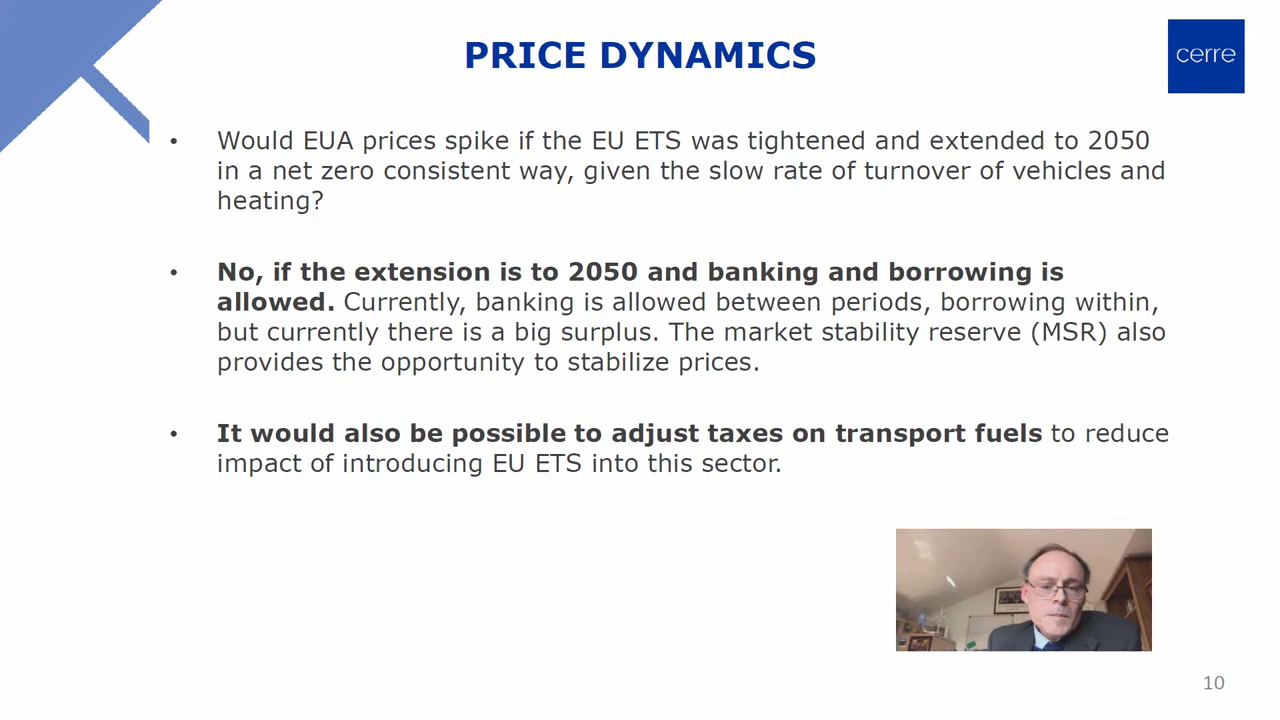 PRICE DYNAMICS
cerre
• Would EUA prices spike if the EU ETS was tightened and extended to 2050
in a net zero consistent way, given the slow rate of turnover of vehicles and
heating?
• No, if the extension is to 2050 and banking and borrowing is
allowed. Currently, banking is allowed between periods, borrowing within,
but currently there is a big surplus. The market stability reserve (MSR) also
provides the opportunity to stabilize prices.
• It would also be possible to adjust taxes on transport fuels to reduce
impact of introducing EU ETS into this sector.
10